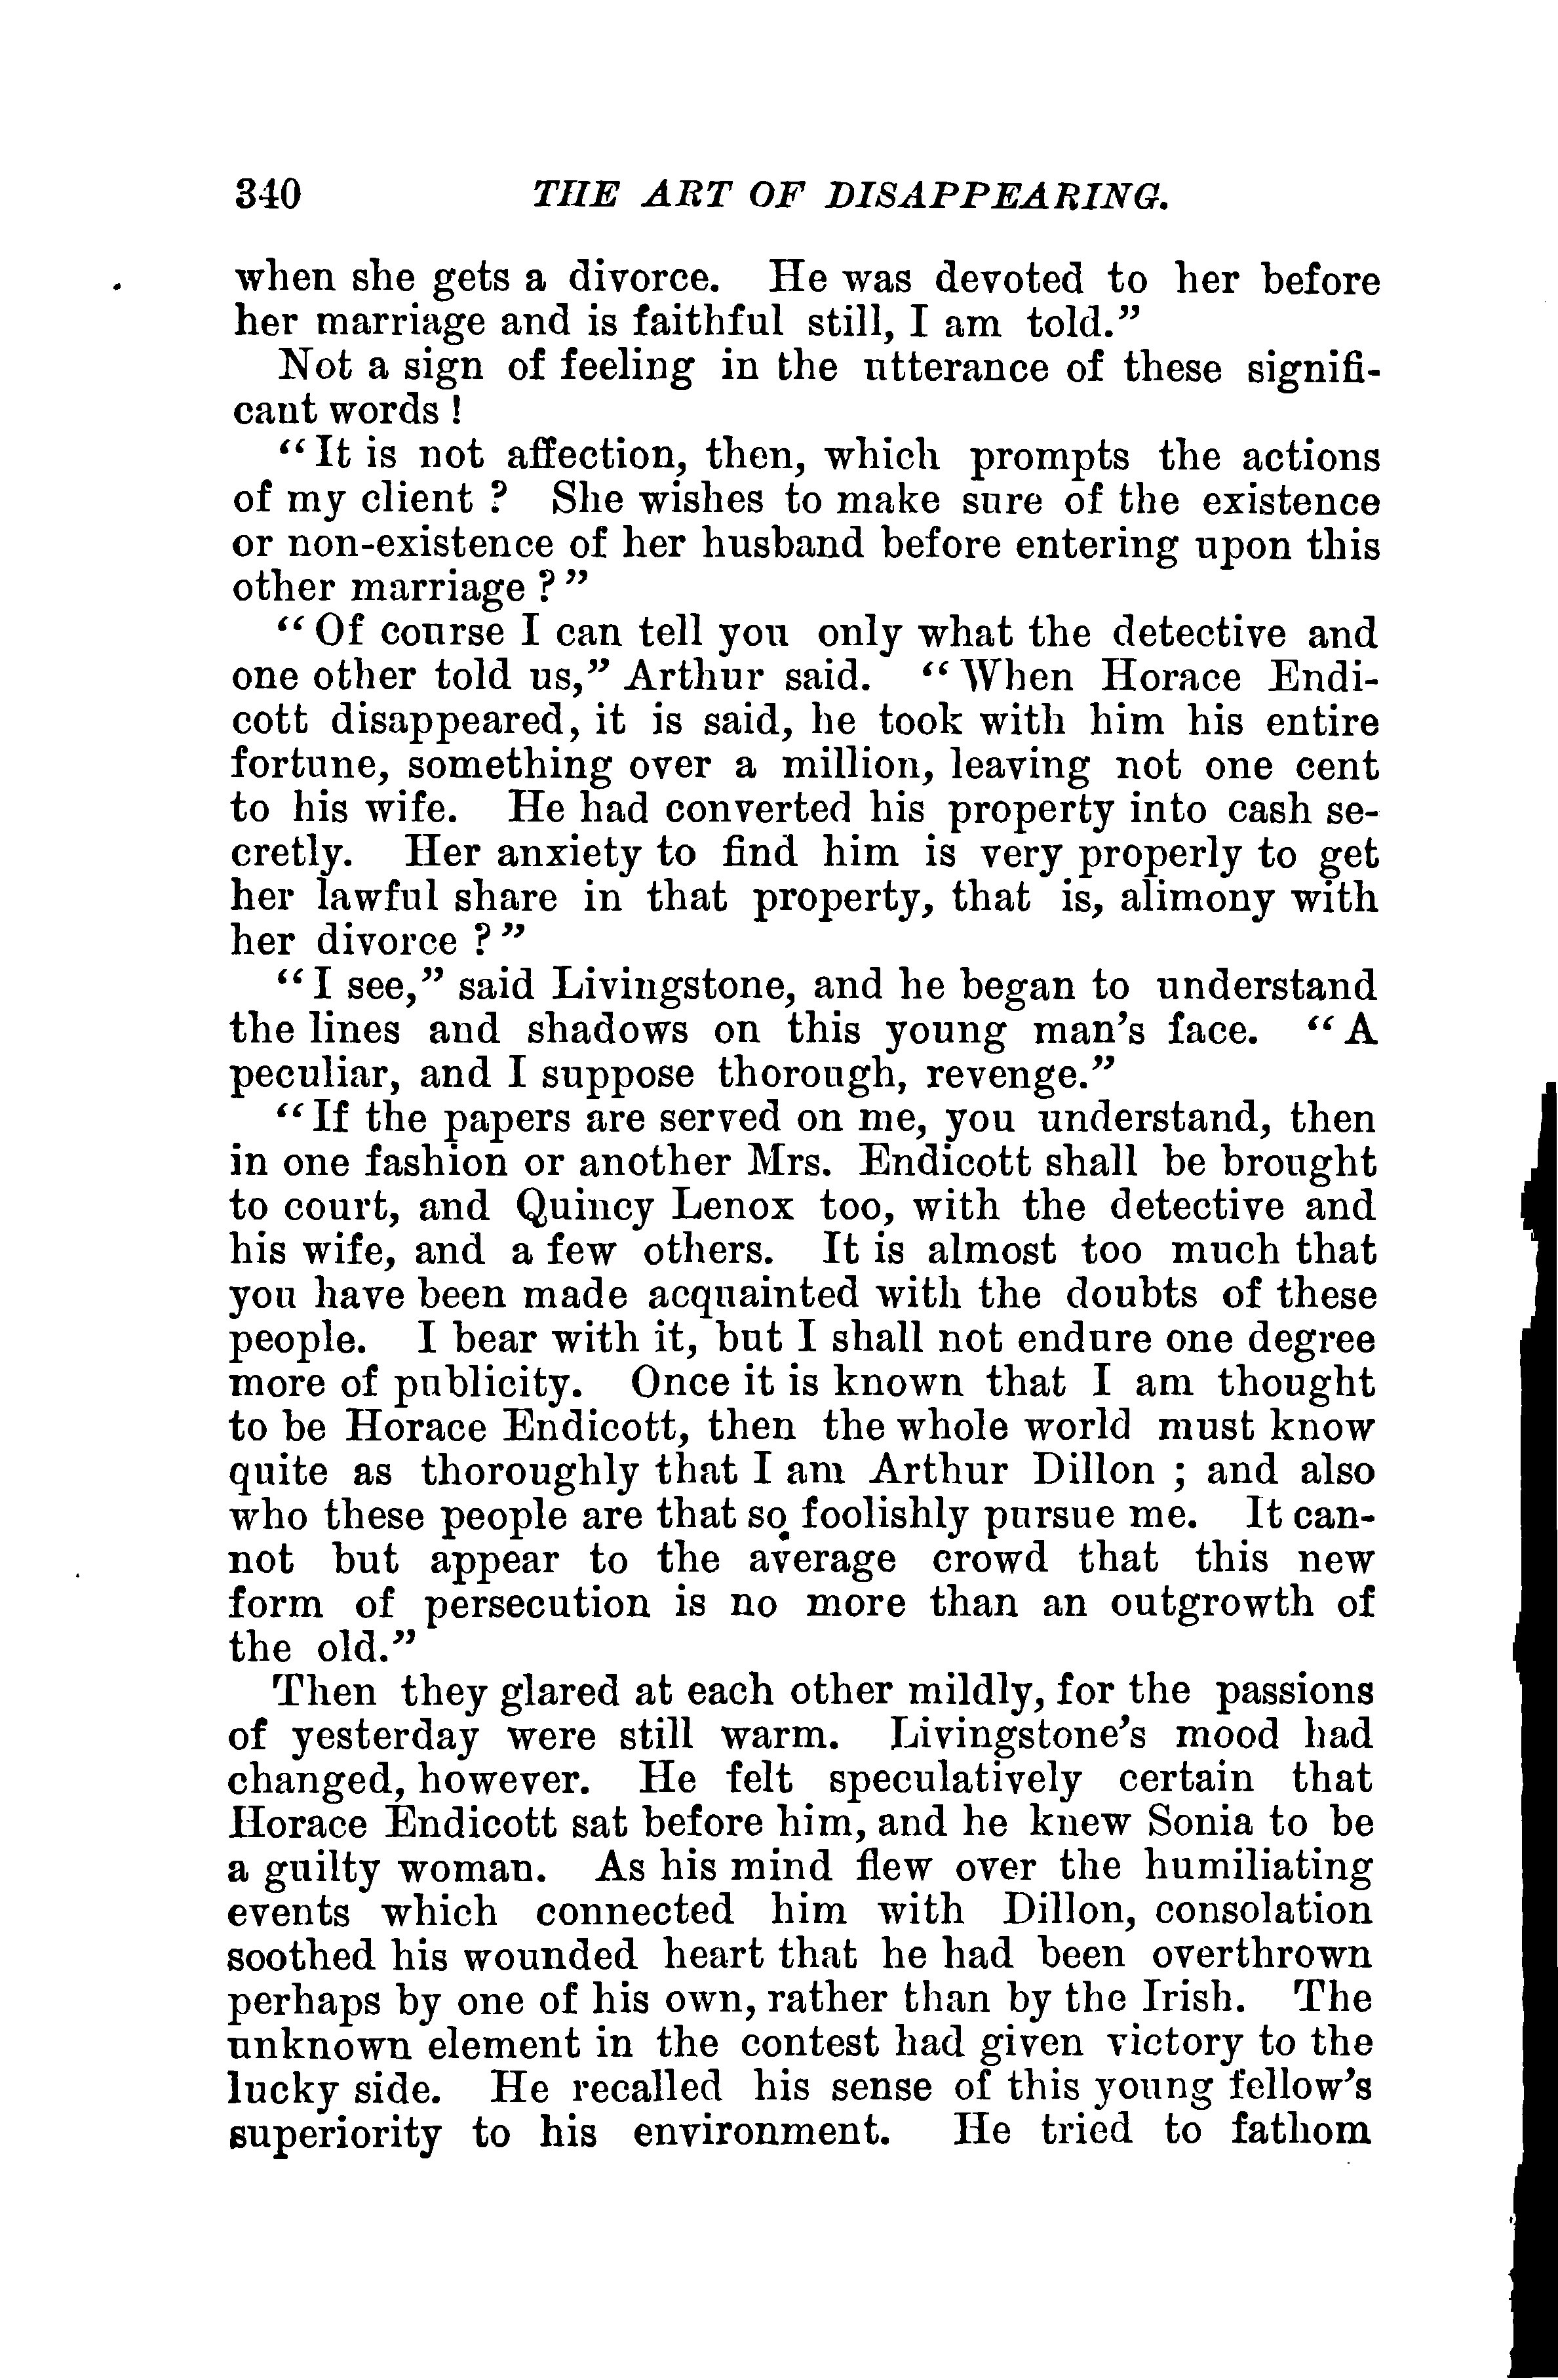 340 THE ART OF DISAPPEARING.
when she gets a divorce. He was devoted to her before
her marriage and is faithful still, I am told.”
Not a sign of feeling in the utterance of these signifi-
cant words!
“It is not affection, then, which prompts the actions
of my client? She wishes to make sure of the existence
or non-existence of her husband before entering upon this
other marriage?”
“Of course I can tell you only what the detective and
one other told us,” Arthur said. “When Horace Endi-
cott disappeared, it is said, he took with him his entire
fortune, something over a million, leaving not one cent
to his wife. He had converted his property into cash se-
cretly. Her anxiety to find him is very properly to get
her lawful share in that property, that is, alimony with
her divorce?”
“I see,” said Livingstone, and he began to understand
the lines and shadows on this young man’s face. “A
peculiar, and I suppose thorough, revenge.”
“If the papers are served on me, you understand, then
in one fashion or another Mrs. Endicott shall be brought
to court, and Quincy Lenox too, with the detective and
his wife, and a few others. It is almost too much that
you have been made acquainted with the doubts of these
people. I bear with it, but I shall not endure one degree
more of publicity. Once it is known that I am thought
to be Horace Endicott, then the whole world must know
quite as thoroughly that I am Arthur Dillon; and also
who these people are that so foolishly pursue me. It can-
not but appear to the average crowd that this new
form of persecution is no more than an outgrowth of
the old.”
Then they glared at each other mildly, for the passions
of yesterday were still warm. Livingstone’s mood had
changed, however. He felt speculatively certain that
Horace Endicott sat before him, and he knew Sonia to be
a guilty woman. As his mind flew over the humiliating
events which connected him with Dillon, consolation
soothed his wounded heart that he had been overthrown
perhaps by one of his own, rather than by the Irish. The
unknown element in the contest had given victory to the
lucky side. He recalled his sense of this young fellow’s
superiority to his environment. He tried to fathom